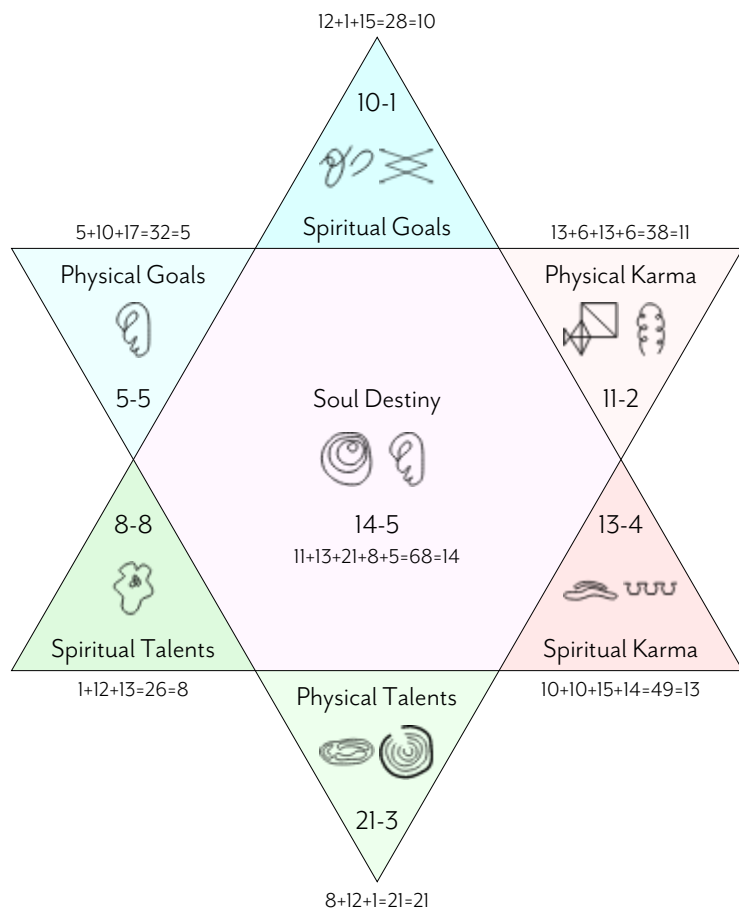 12+1+15=28=10
10-1
Spiritual Goals
5+10+17=32=5
13+6+13+6=38=11
Physical Goals
Physical Karma
5-5
11-2
Soul Destiny
14-5
11+13+21+8+5=68=14
8-8
13-4
Spiritual Talents
Spiritual Karma
1+12+13=26=8
10+10+15+14=49=13
Physical Talents
21-3
8+12+1=21=21